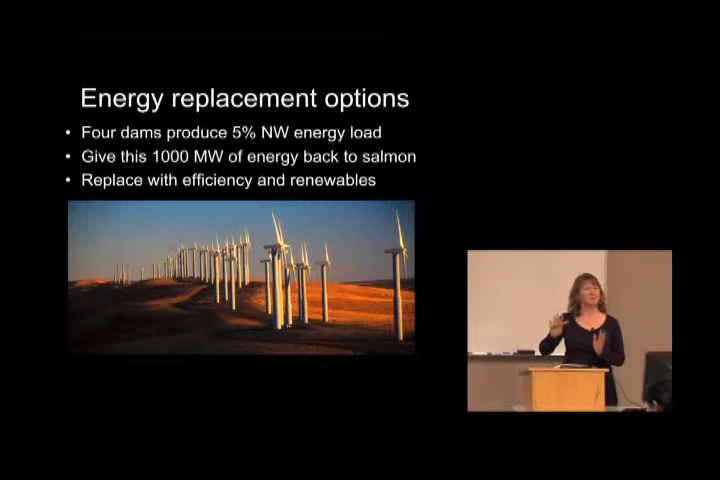 Energy replacement options
• Four dams produce 5% NW energy load
• Give this 1000 MW of energy back to salmon
• Replace with efficiency and renewables